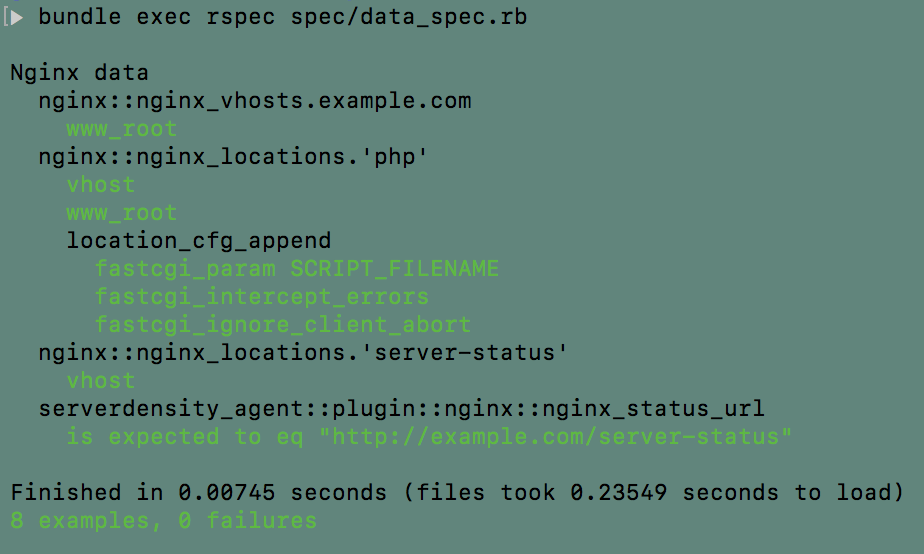 bundle exec rspec spec/data_spec.rb
Nginx data
nginx::nginx_vhosts.example.com
www_root
nginx::nginx_locations.'php'
vhost
www_root
location_cfg_append
fastcgi_param SCRIPT_FILENAME
fastcgi_intercept_errors
fastcgi_ignore_client_abort
nginx::nginx_locations.'server-status'
vhost
serverdensity_agent::plugin::nginx::nginx_status_url
is expected to eq "http://example.com/server-status"
Finished in 0.00745 seconds (files took 0.23549 seconds to load)
8 examples, 0 failures